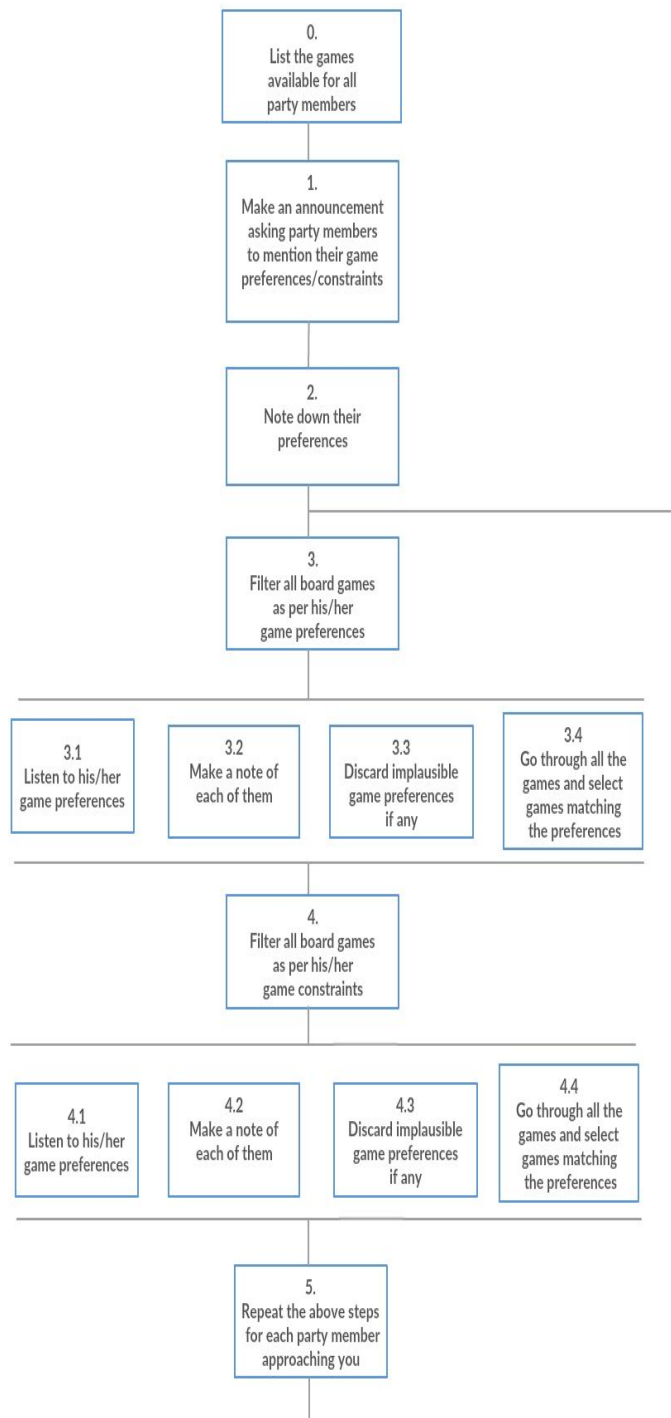 0.
List the games
available for all
party members
1.
Make an announcement
asking party members
to mention their game
preferences/constraints
2.
Note down their
preferences
3.
Filter all board games
as per his/her
game preferences
3.1
Listen to his/her
game preferences
3.2
Make a note of
each of them
3.3
Discard implausible
game preferences
if any
3.4
Go through all the
games and select
games matching
the preferences
4.
Filter all board games
as per his/her
game constraints
4.1
Listen to his/her
game preferences
4.2
Make a note of
each of them
4.3
Discard implausible
game preferences
if any
4.4
Go through all the
games and select
games matching
the preferences
5.
Repeat the above steps
for each party member
approaching you